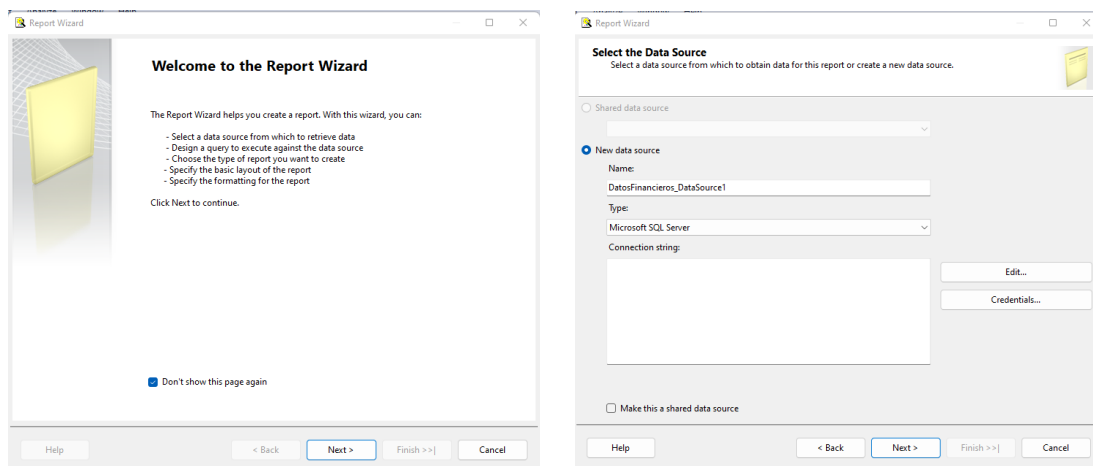 Report Wizard
Welcome to the Report Wizard
The Report Wizard helps you create a report. With this wizard, you can:
- Select a data source from which to retrieve data
- Design a query to execute against the data source
- Choose the type of report you want to create
- Specify the basic layout of the report
- Specify the formatting for the report
Click Next to continue.
Don't show this page again
Help
< Back
Next >
Finish >>|
Cancel
Report Wizard
Select the Data Source
Select a data source from which to obtain data for this report or create a new data source.
Shared data source
New data source
Name:
DatosFinancieros_DataSource1
Type:
Microsoft SQL Server
Connection string:
Edit...
Credentials...
Make this a shared data source
Help
< Back
Next >
Finish >>|
Cancel